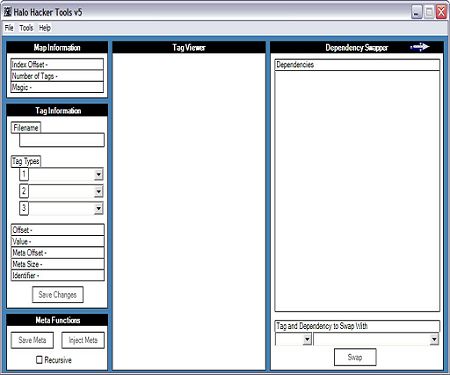 Halo Hacker Tools v5
File Tools Help
Map Information
Index Offset -
Number of Tags -
Magic -
Tag Information
Filename
Tag Types
1
2
3
Offset -
Value -
Meta Offset -
Meta Size -
Identifier -
Save Changes
Meta Functions
Save Meta Inject Meta
Recursive
Tag Viewer
Dependency Swapper
Dependencies
Tag and Dependency to Swap With
Swap